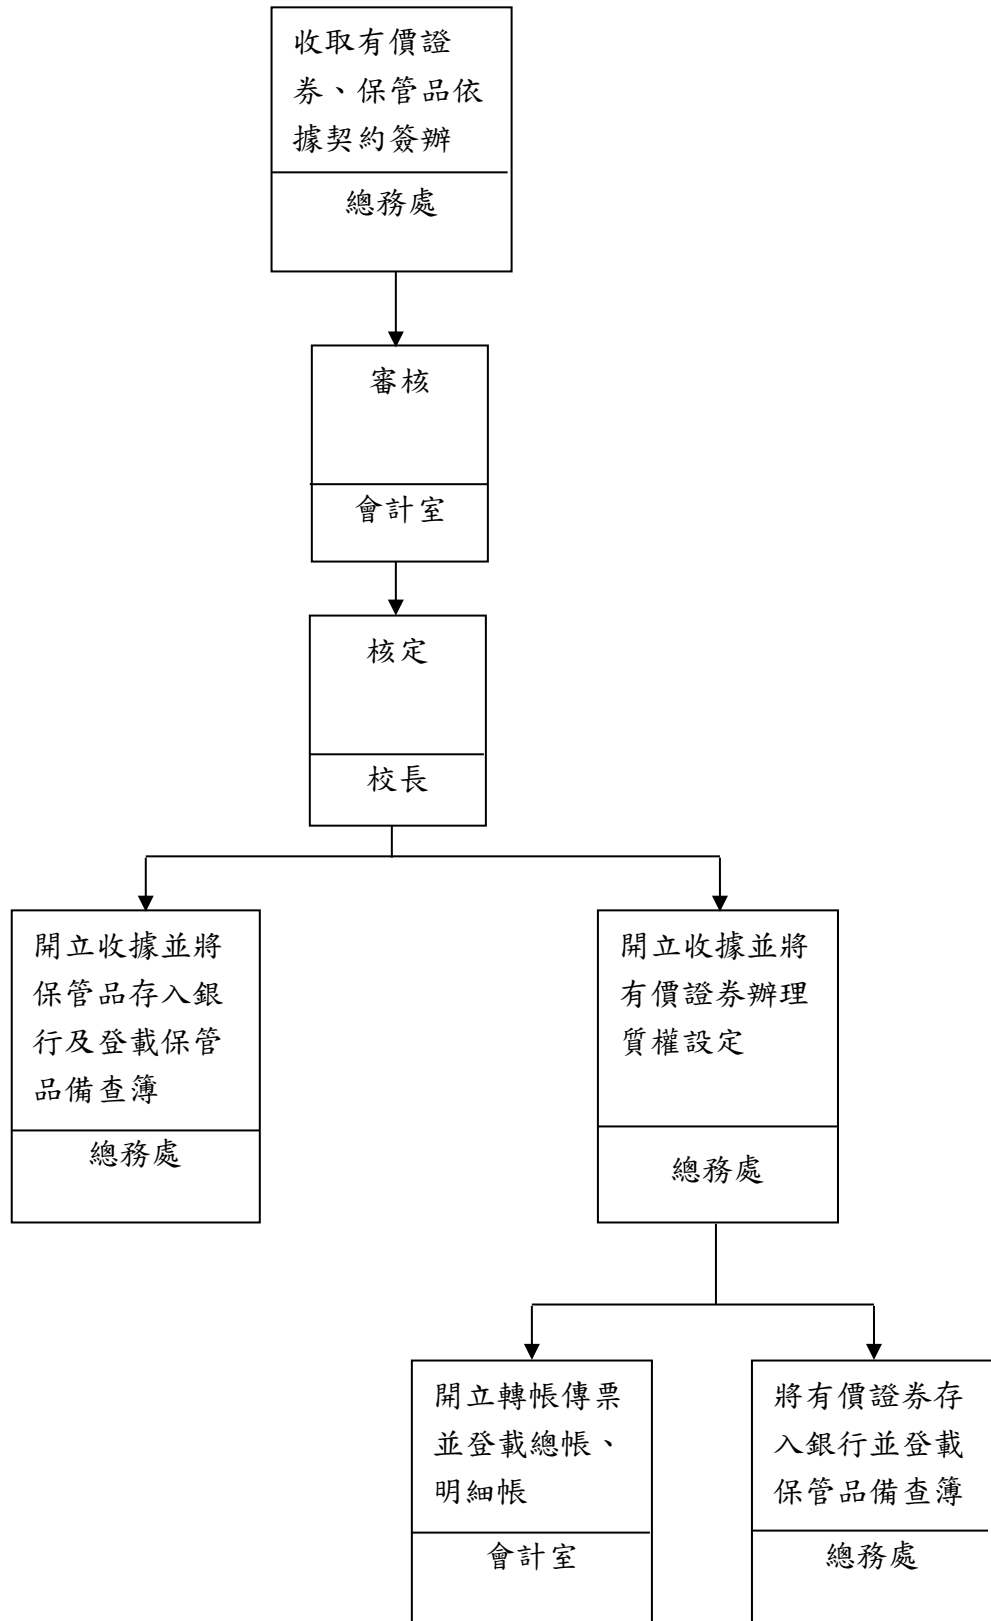 收取有價證
券、保管品依
據契約簽辦
總務處
審核
會計室
核定
校長
開立收據並將
保管品存入銀
行及登載保管
品備查簿
總務處
開立收據並將
有價證券辦理
質權設定
總務處
開立轉帳傳票
並登載總帳、
明細帳
會計室
將有價證券存
入銀行並登載
保管品備查簿
總務處